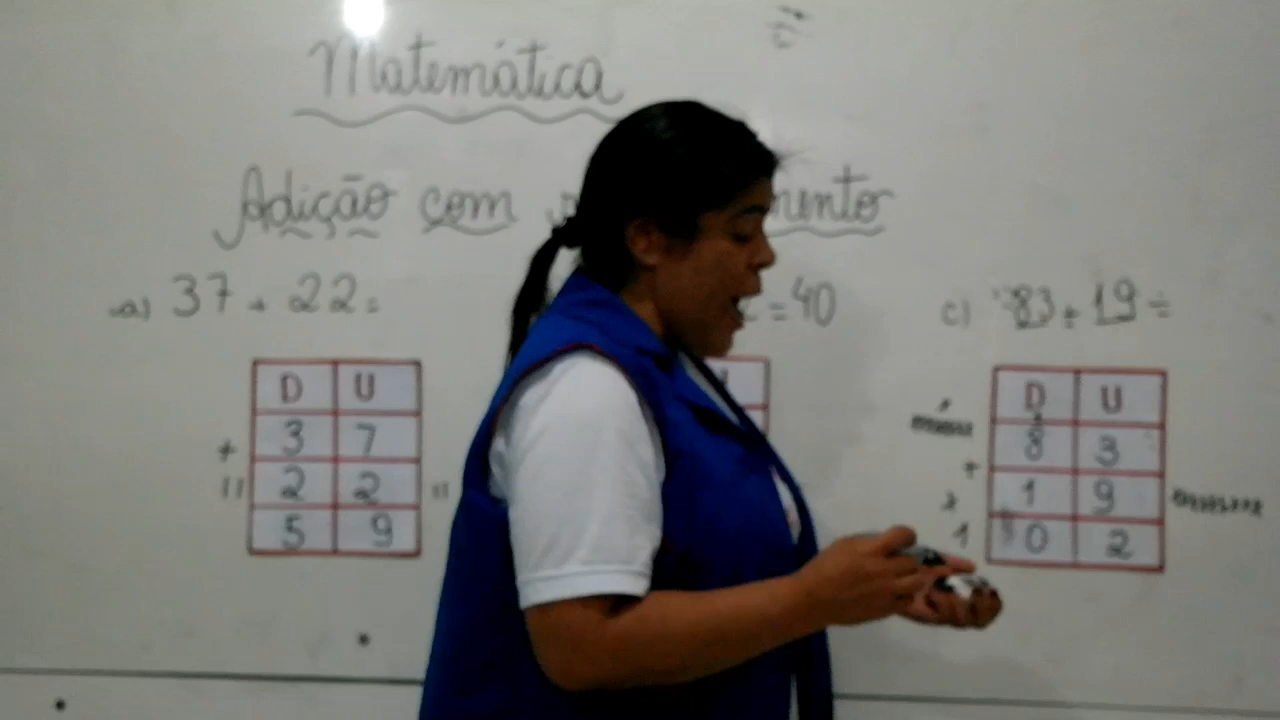 Matemática
Adição com
a) 37 + 22 =
= 40
c) 83 + 19 ÷
D U
+ 3 7
2 2
5 9
D U
8 3
+ 1 9
1 0 2